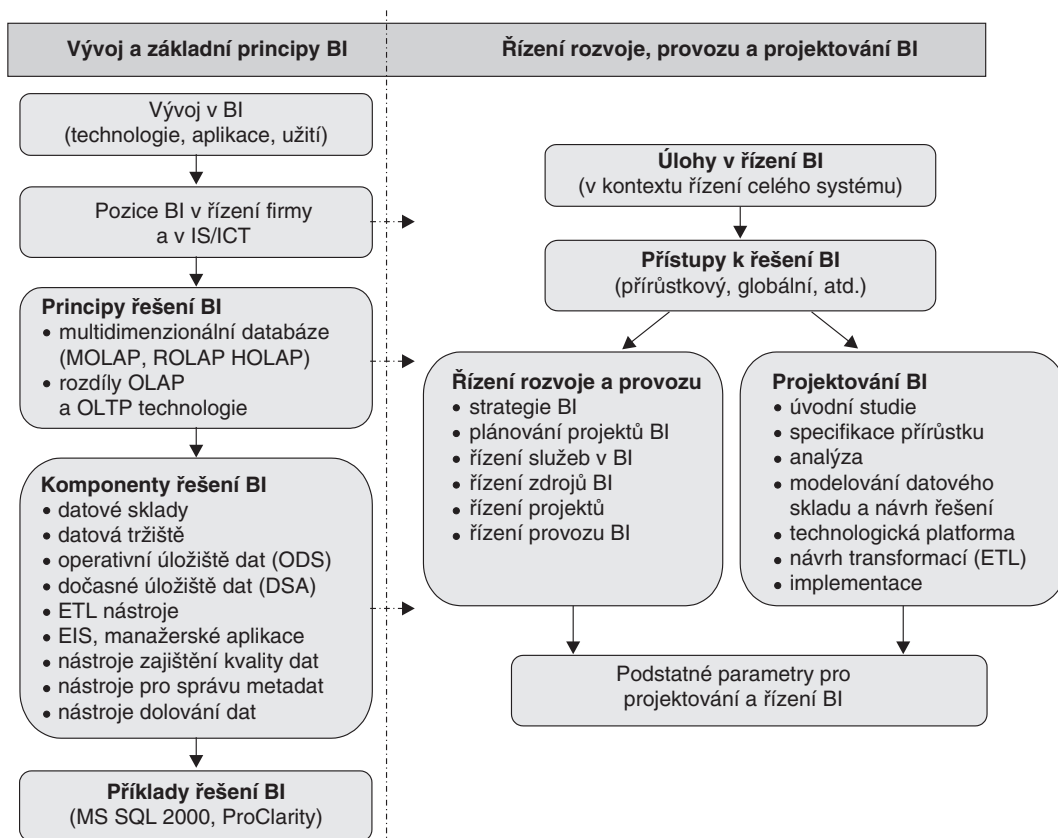 Vývoj a základní principy BI
Řízení rozvoje, provozu a projektování BI
Vývoj v BI
(technologie, aplikace, užití)
Pozice BI v řízení firmy
a v IS/ICT
Principy řešení BI
• multidimenzionální databáze
(MOLAP, ROLAP HOLAP)
• rozdíly OLAP
a OLTP technologie
Komponenty řešení BI
• datové sklady
• datová tržiště
• operativní úložiště dat (ODS)
• dočasné úložiště dat (DSA)
• ETL nástroje
• EIS, manažerské aplikace
• nástroje zajištění kvality dat
• nástroje pro správu metadat
• nástroje dolování dat
Příklady řešení BI
(MS SQL 2000, ProClarity)
Úlohy v řízení BI
(v kontextu řízení celého systému)
Přístupy k řešení BI
(přírůstkový, globální, atd.)
Řízení rozvoje a provozu
• strategie BI
• plánování projektů BI
• řízení služeb v BI
• řízení zdrojů BI
• řízení projektů
• řízení provozu BI
Projektování BI
• úvodní studie
• specifikace přírůstku
• analýza
• modelování datového
skladu a návrh řešení
• technologická platforma
• návrh transformací (ETL)
• implementace
Podstatné parametry pro
projektování a řízení BI